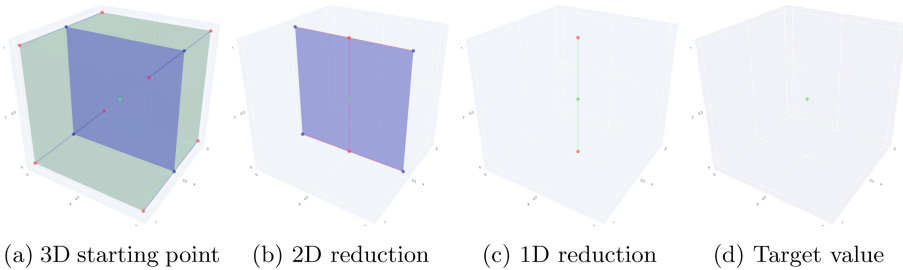 (a) 3D starting point (b) 2D reduction (c) 1D reduction (d) Target value